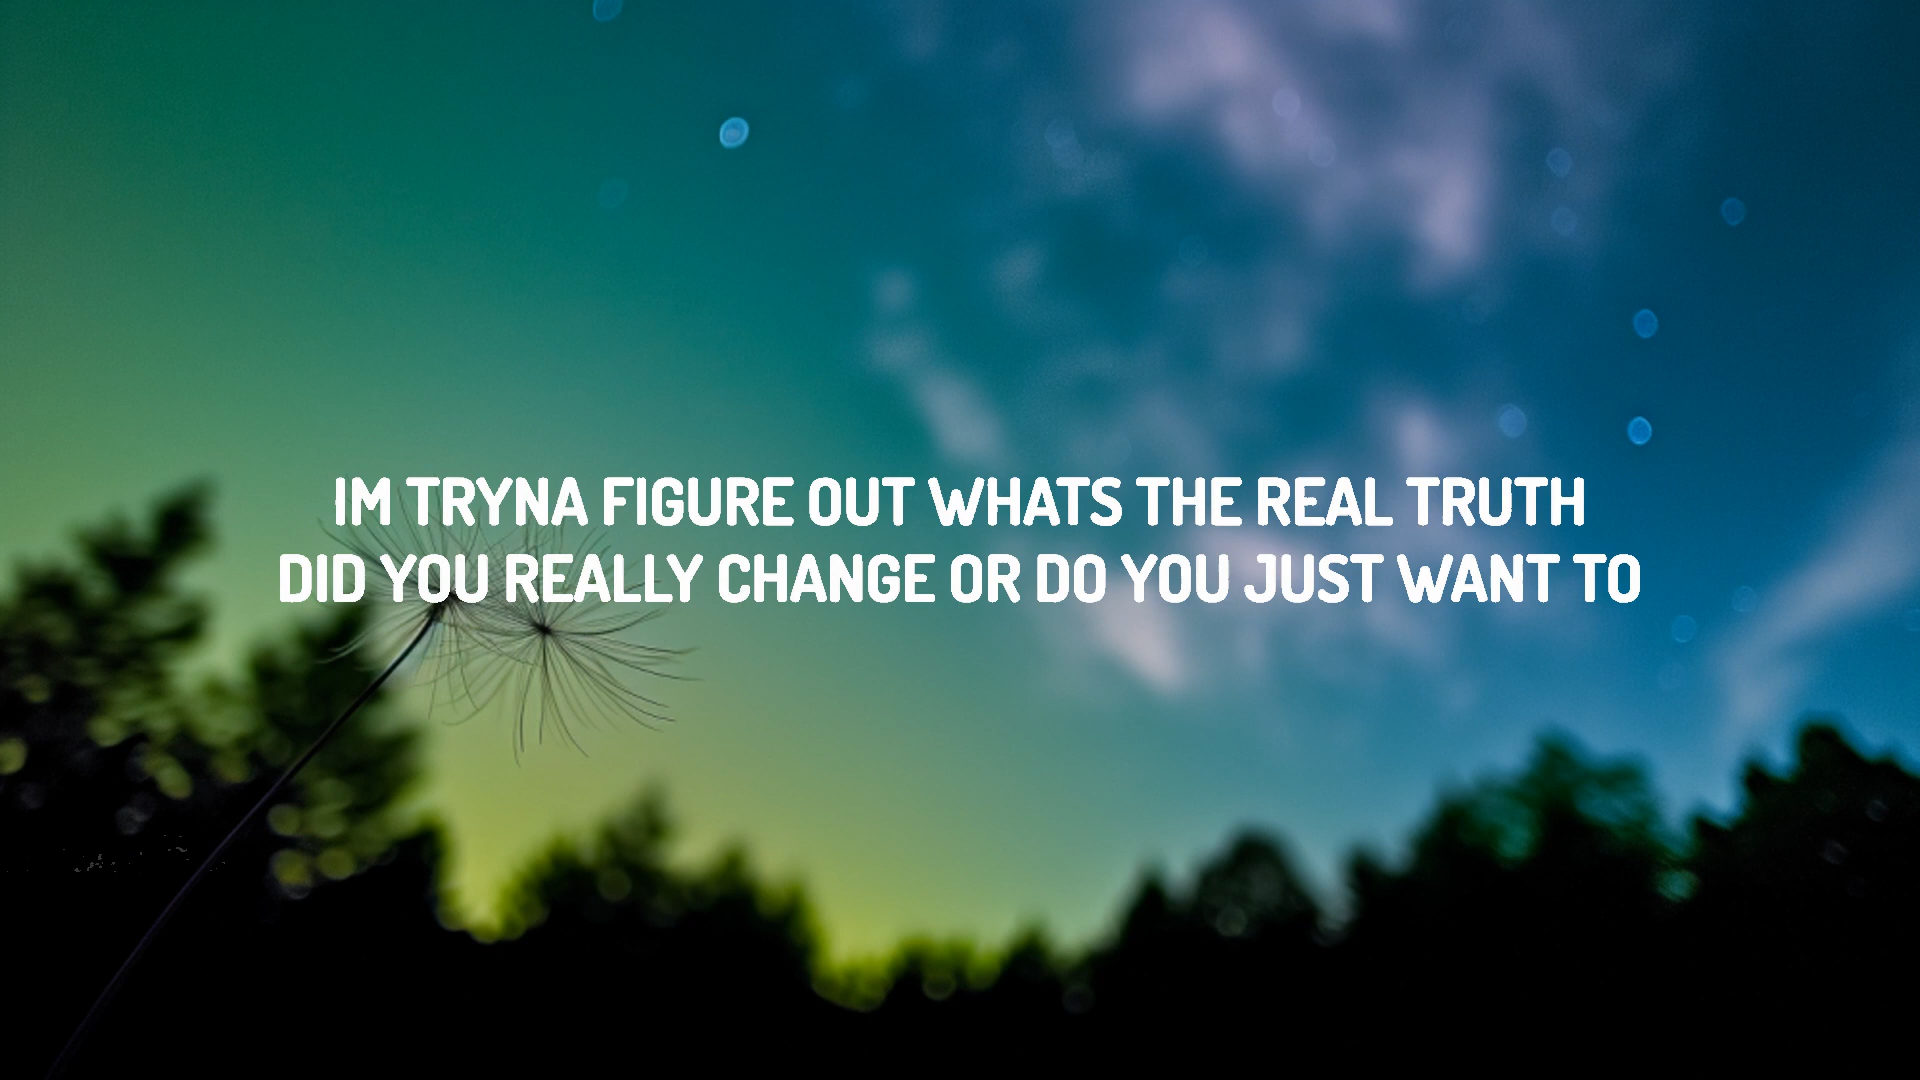 IM TRYNA FIGURE OUT WHATS THE REAL TRUTH
DID YOU REALLY CHANGE OR DO YOU JUST WANT TO